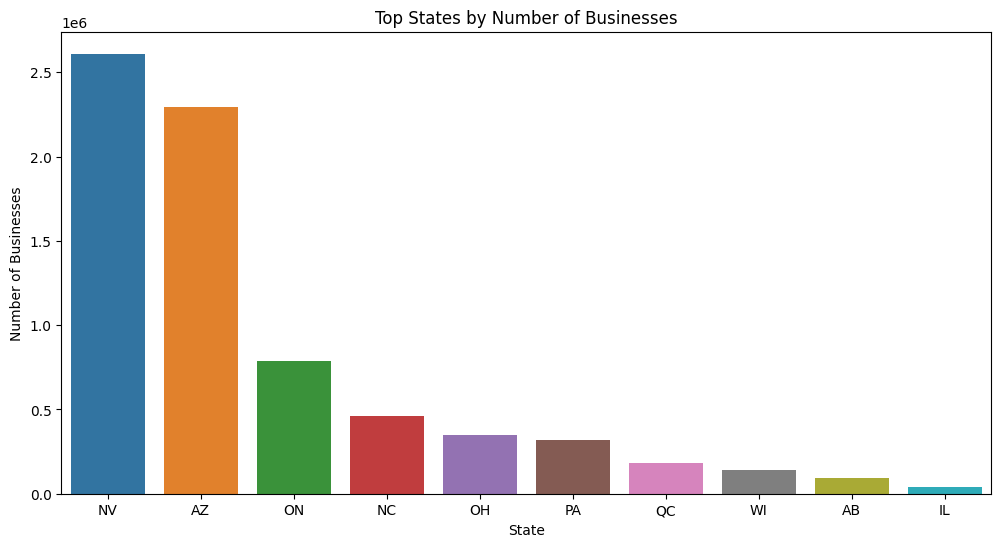 Top States by Number of Businesses
1e6
Number of Businesses
2.5
2.0
1.5
1.0
0.5
0.0
NV AZ ON NC OH PA QC WI AB IL
State